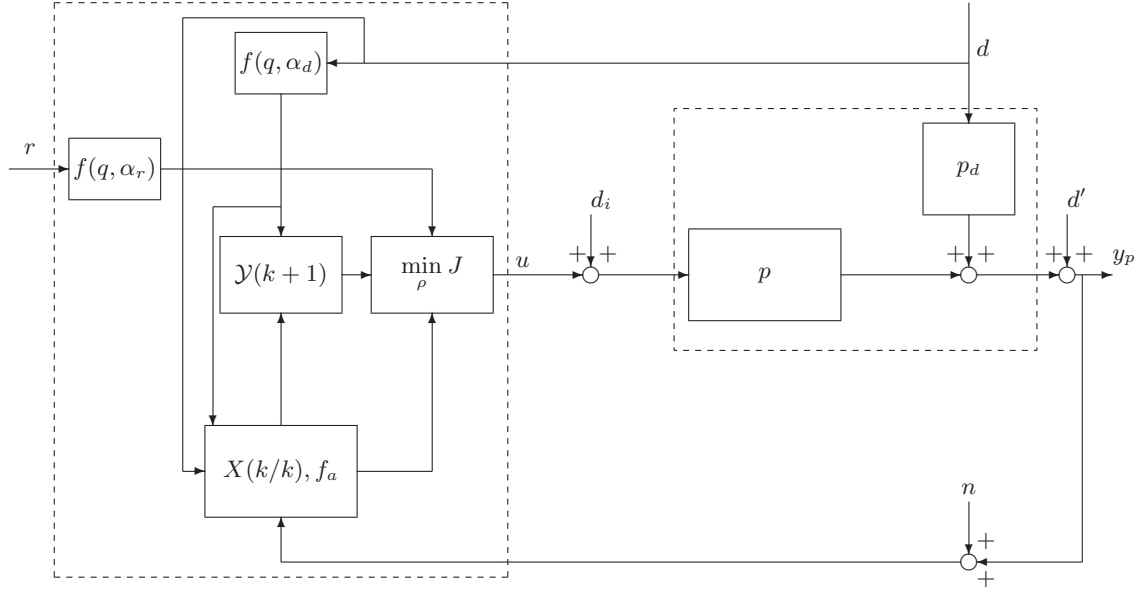 d
f(q, α_d)
r
f(q, α_r)
p_d
d_i
d′
+ +
+ +
+ +
𝒴(k + 1)
min J
ρ
u
p
y_p
X(k/k), f_a
n
+
+